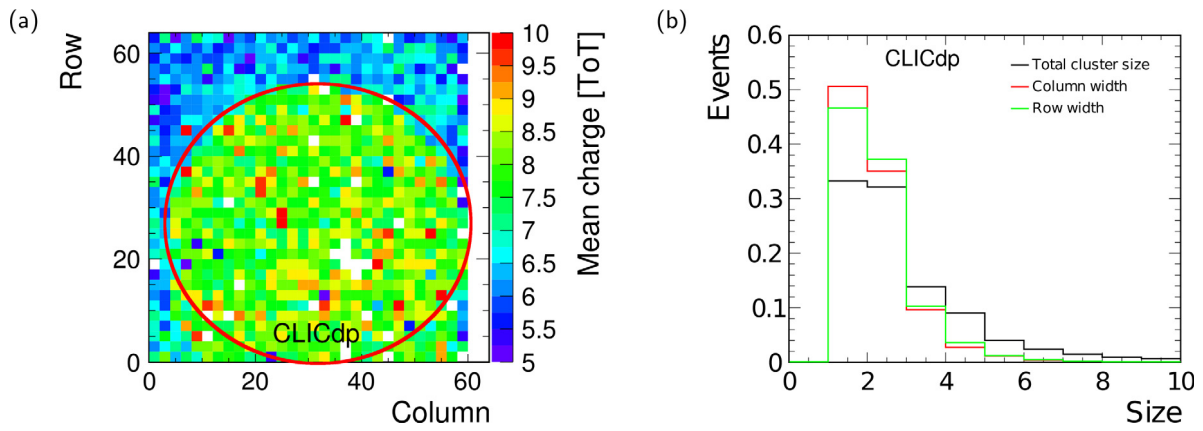 (a)
Row
60
40
20
0
0
20
40
60
Column
CLICdp
10
9.5
9
8.5
8
7.5
7
6.5
6
5.5
5
Mean charge [ToT]
(b)
Events
0.6
0.5
0.4
0.3
0.2
0.1
0
0
2
4
6
8
10
Size
CLICdp
Total cluster size
Column width
Row width